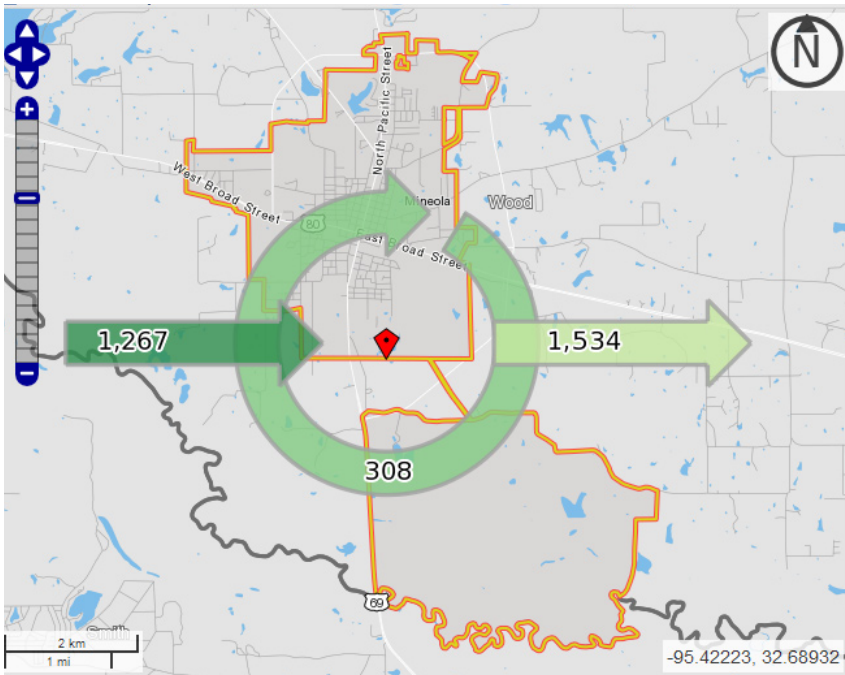 N
North Pacific Street
West Broad Street
80
Mineola
Wood
East Broad Street
1,267
1,534
308
69
Smith
2 km
1 mi
-95.42223, 32.68932